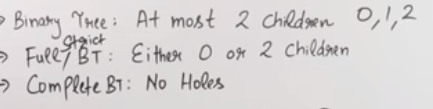 → Binary Tree: At most 2 Children 0,1,2
Strict
→ Full/BT: Either 0 or 2 Children
→ Complete BT: No Holes